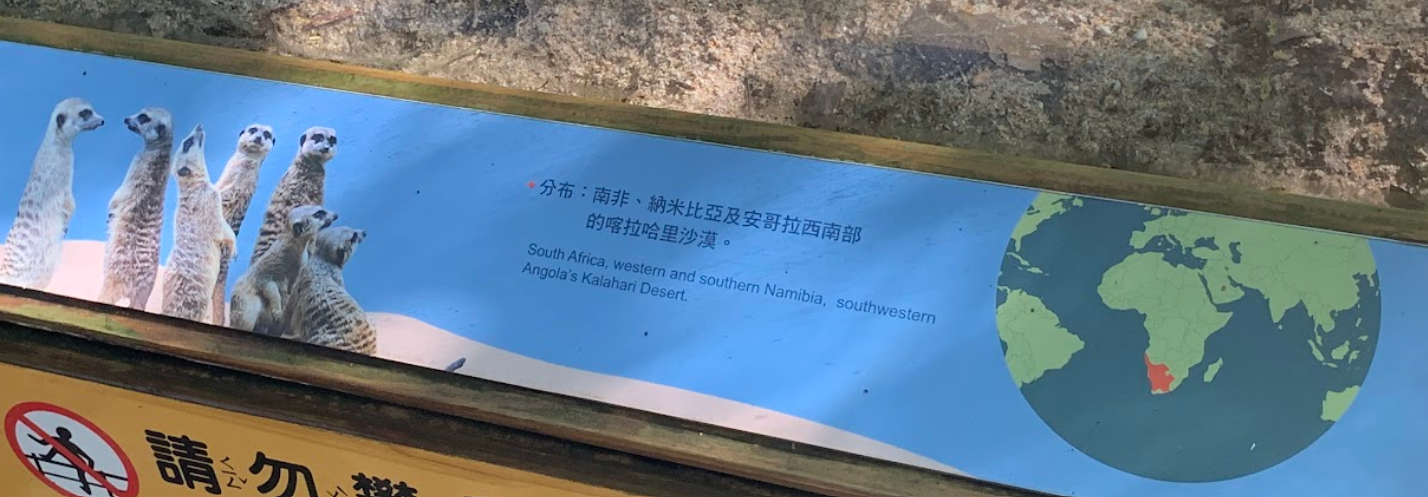 分布：南非、納米比亞及安哥拉西南部
的喀拉哈里沙漠。
South Africa, western and southern Namibia, southwestern
Angola's Kalahari Desert.
請勿攀